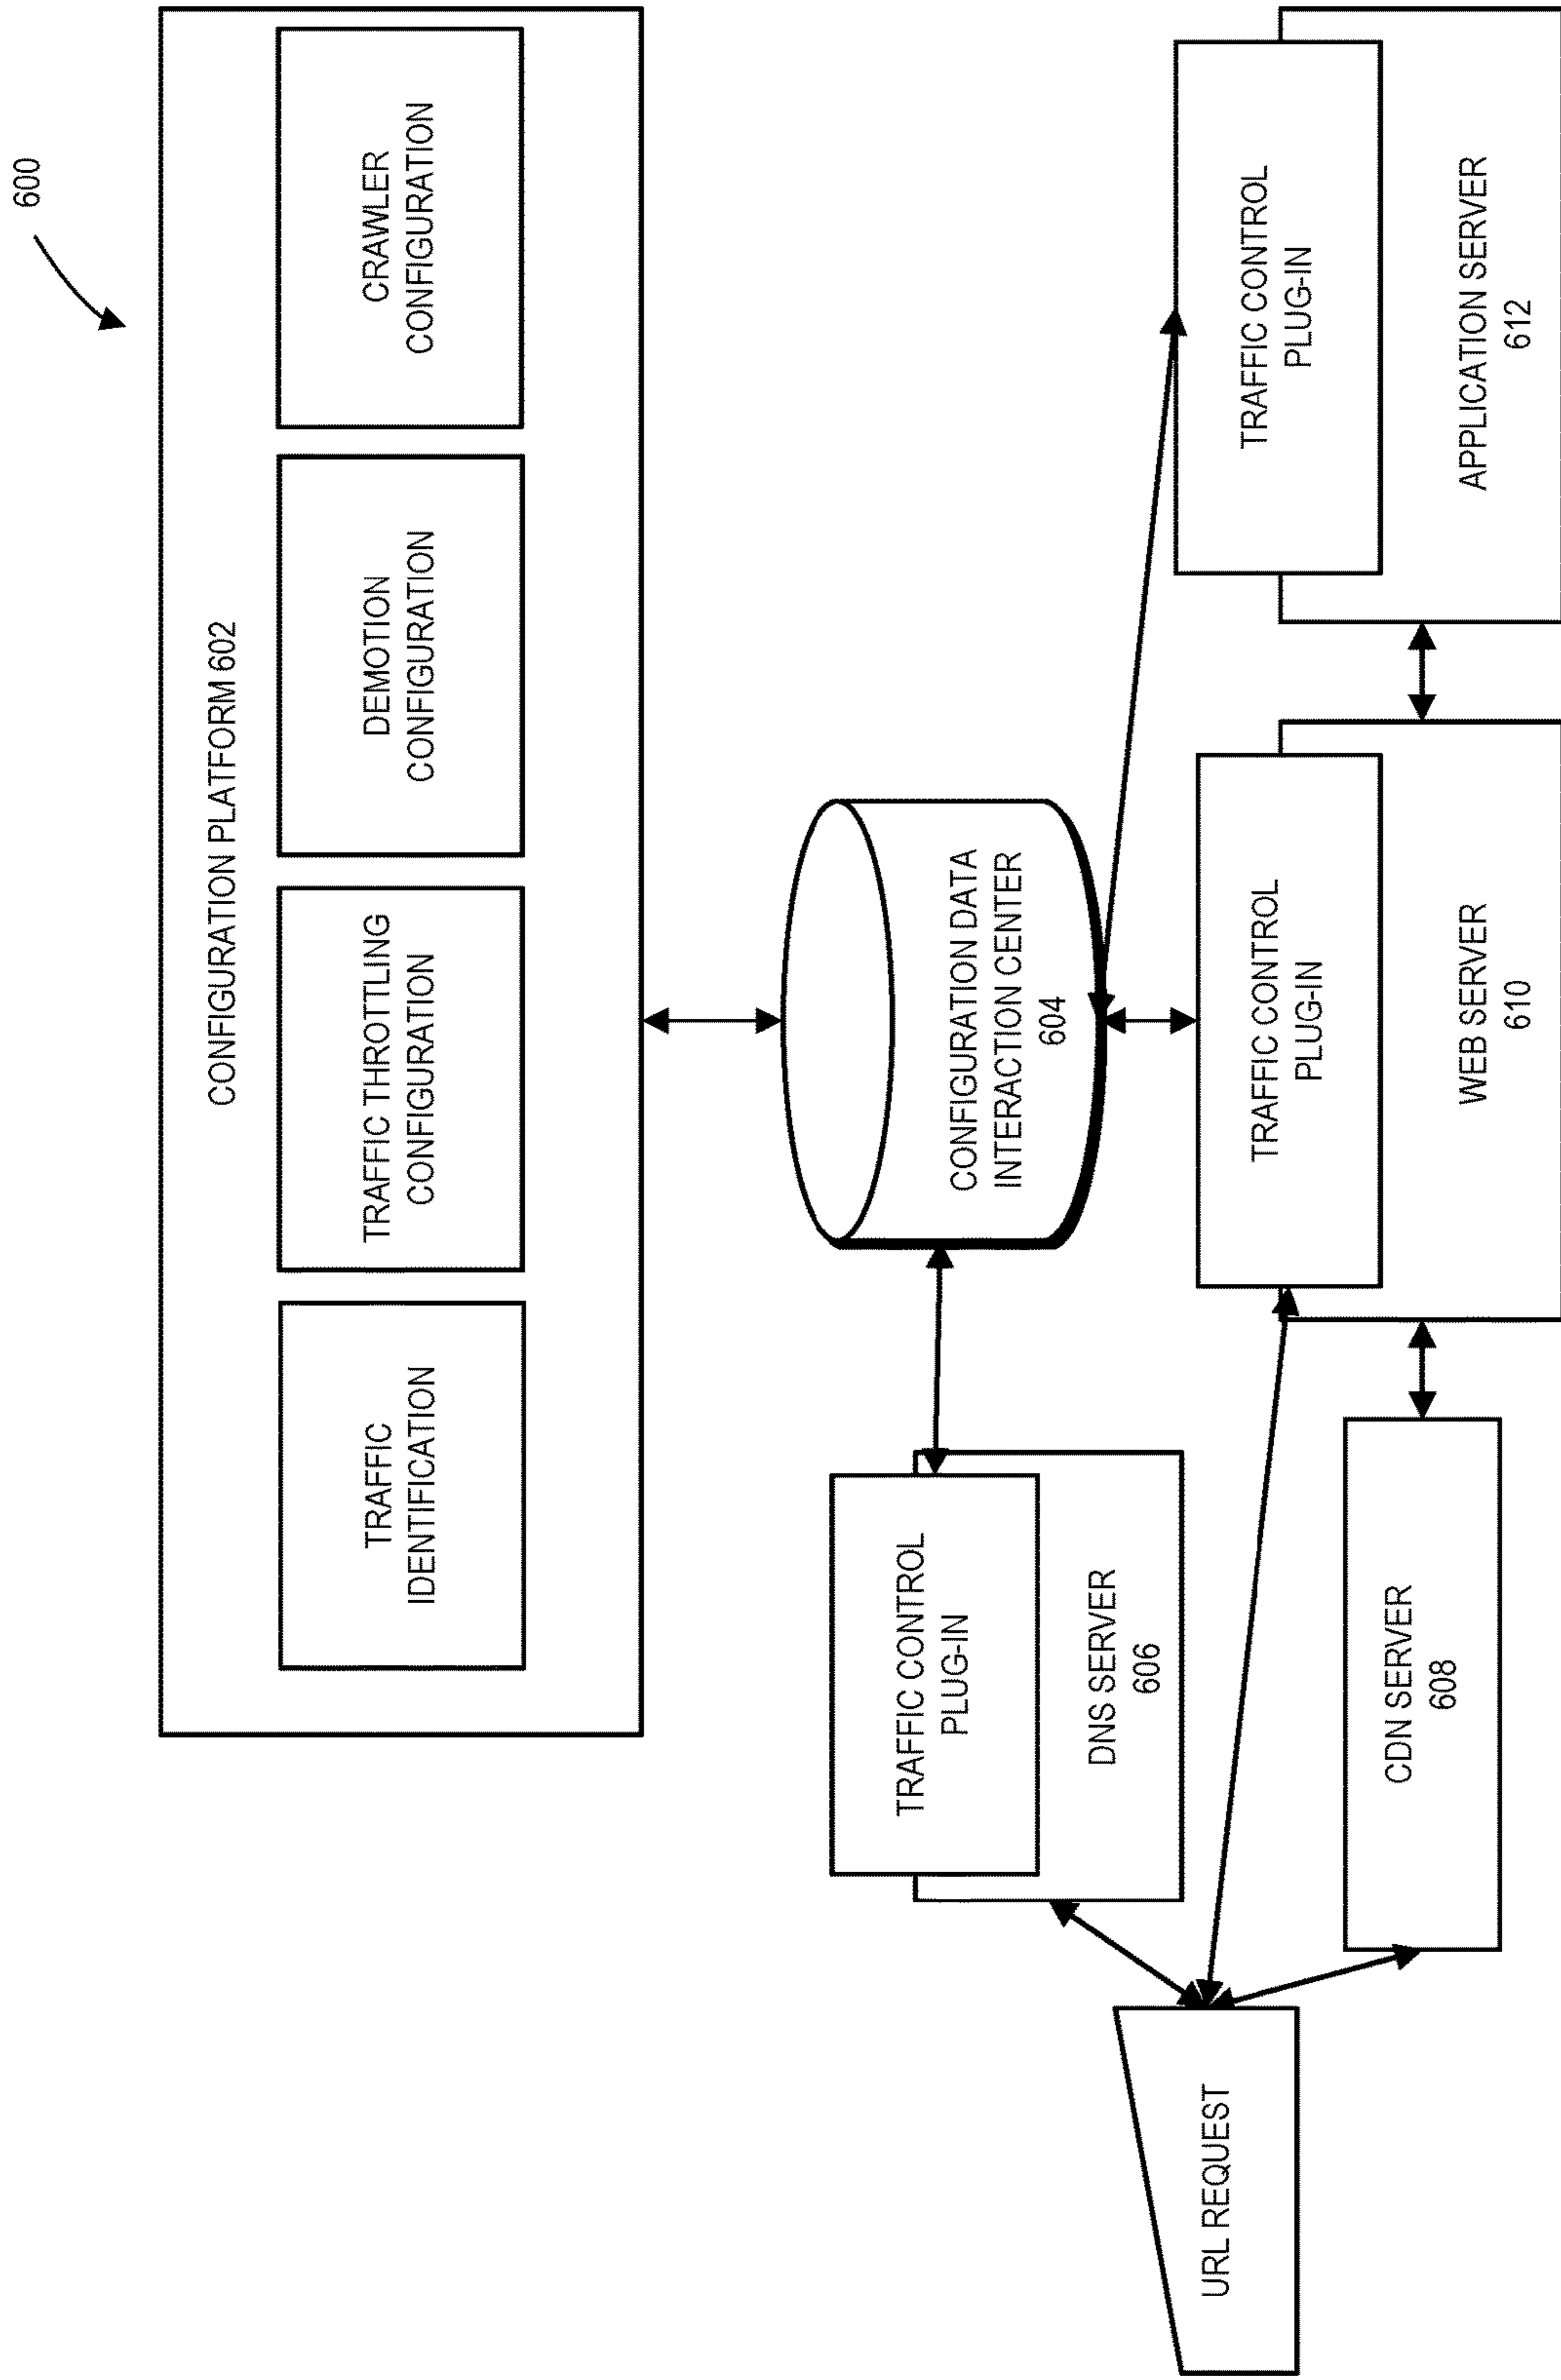 600
CONFIGURATION PLATFORM 602
TRAFFIC
IDENTIFICATION
TRAFFIC THROTTLING
CONFIGURATION
DEMOTION
CONFIGURATION
CRAWLER
CONFIGURATION
CONFIGURATION DATA
INTERACTION CENTER
604
TRAFFIC CONTROL
PLUG-IN
DNS SERVER
606
URL REQUEST
CDN SERVER
608
TRAFFIC CONTROL
PLUG-IN
WEB SERVER
610
TRAFFIC CONTROL
PLUG-IN
APPLICATION SERVER
612